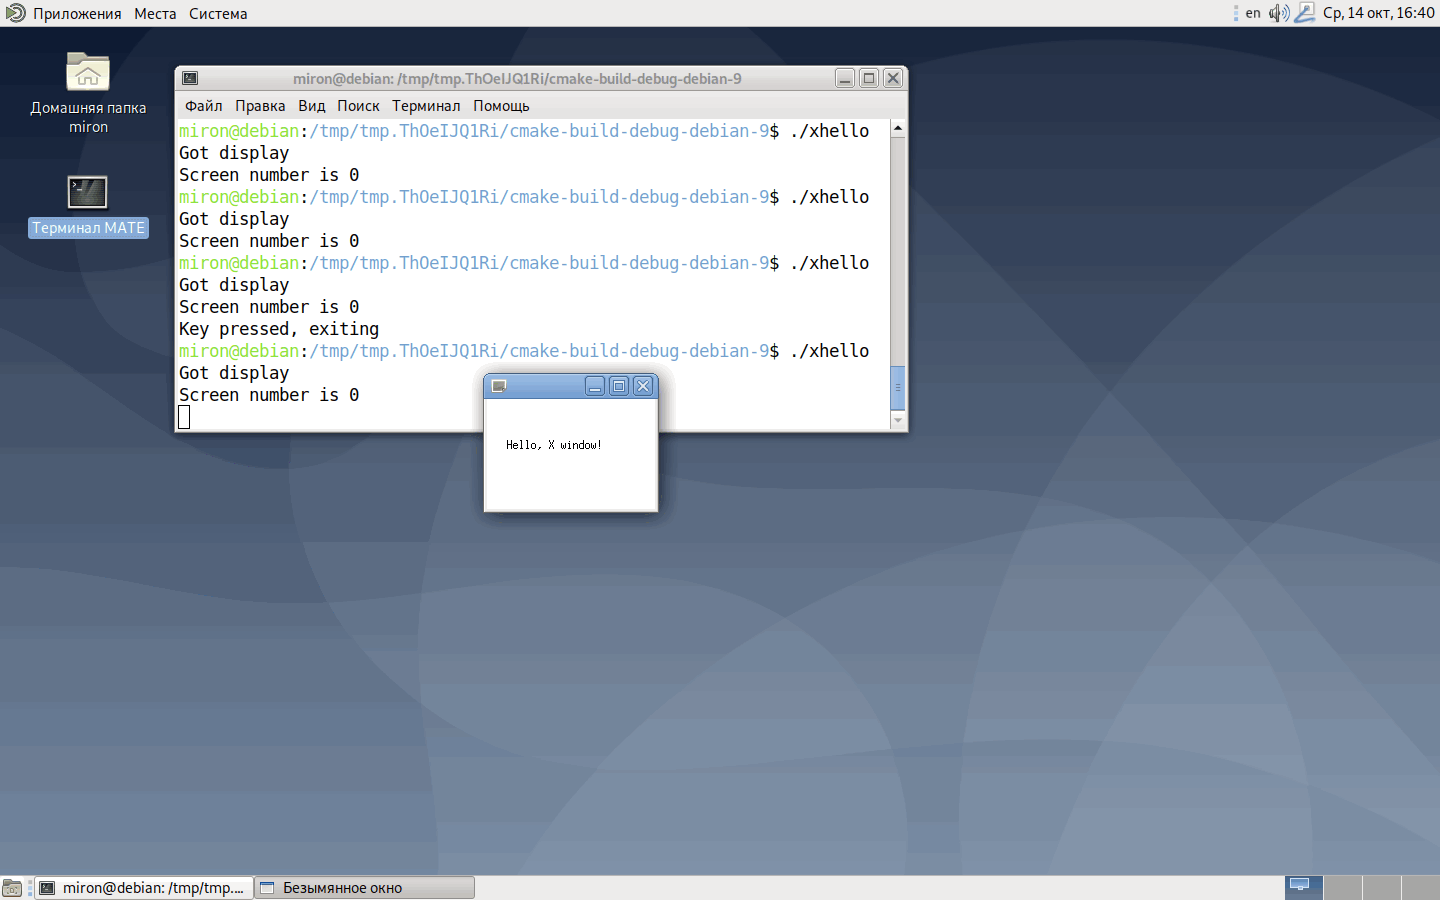 Приложения Места Система
en Ср, 14 окт, 16:40
Домашняя папка
miron
Терминал MATE
miron@debian: /tmp/tmp.ThOeIJQ1Ri/cmake-build-debug-debian-9
Файл Правка Вид Поиск Терминал Помощь
miron@debian:/tmp/tmp.ThOeIJQ1Ri/cmake-build-debug-debian-9$ ./xhello
Got display
Screen number is 0
miron@debian:/tmp/tmp.ThOeIJQ1Ri/cmake-build-debug-debian-9$ ./xhello
Got display
Screen number is 0
miron@debian:/tmp/tmp.ThOeIJQ1Ri/cmake-build-debug-debian-9$ ./xhello
Got display
Screen number is 0
Key pressed, exiting
miron@debian:/tmp/tmp.ThOeIJQ1Ri/cmake-build-debug-debian-9$ ./xhello
Got display
Screen number is 0
Hello, X window!
miron@debian: /tmp/tmp.…
Безымянное окно